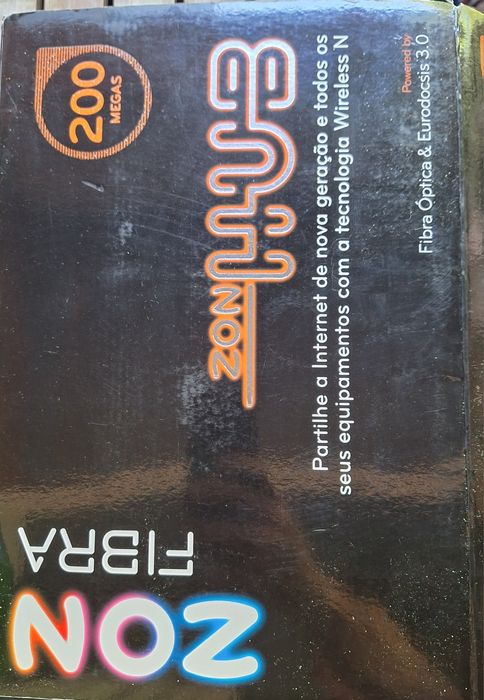 ZON
FIBRA
200
MEGAS
ZON HUB
Partilhe a Internet de nova geração e todos os
seus equipamentos com a tecnologia Wireless N
Powered by
Fibra Óptica & Eurodocsis 3.0